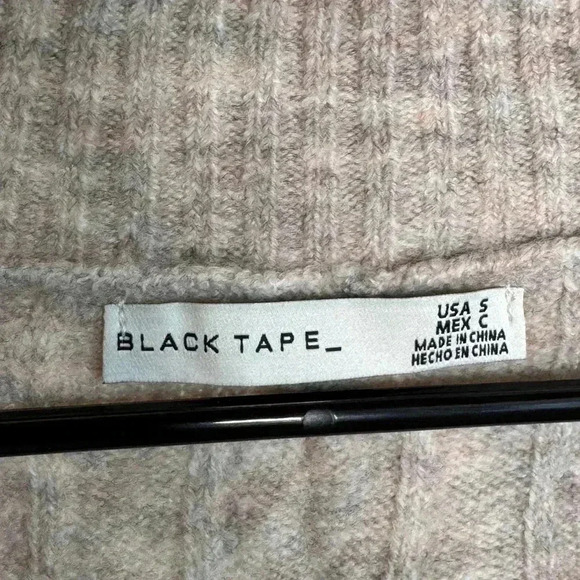 BLACK TAPE_
USA S
MEX C
MADE IN CHINA
HECHO EN CHINA